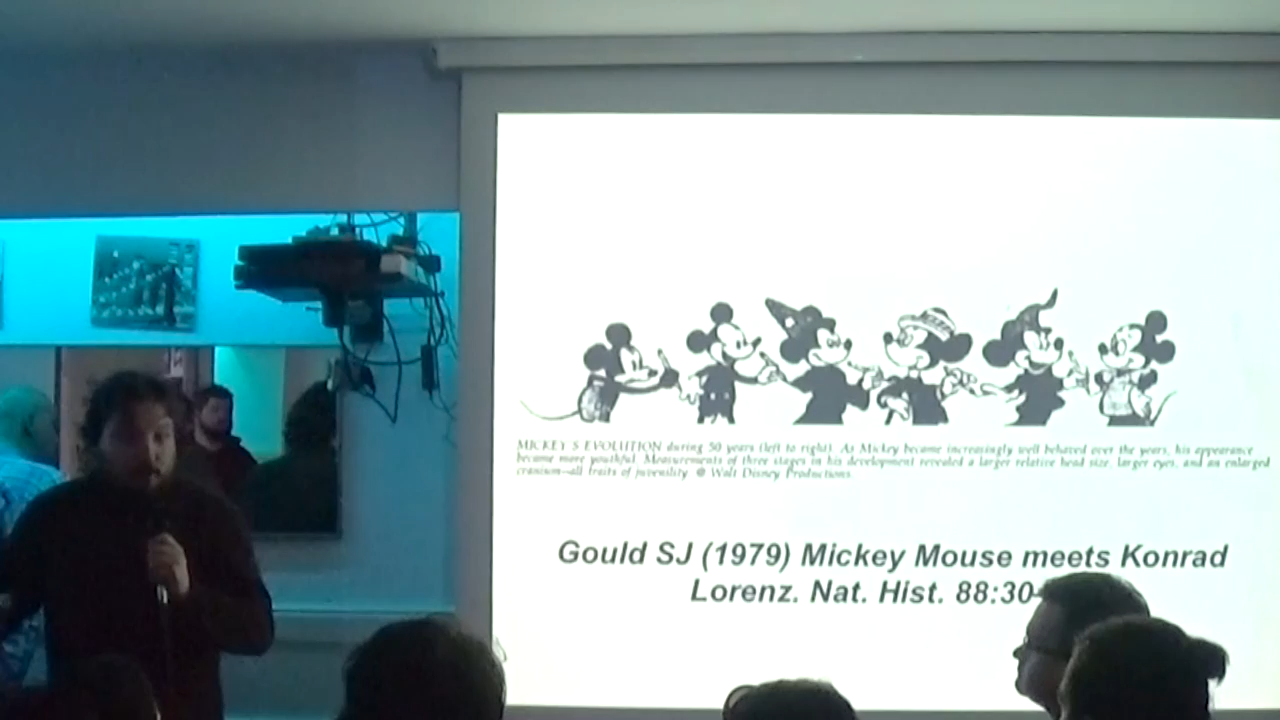 MICKEY'S EVOLUTION during 50 years (left to right). As Mickey became increasingly well behaved over the years, his appearance
became more youthful. Measurements of three stages in his development revealed a larger relative head size, larger eyes, and an enlarged
cranium—all traits of juvenility. © Walt Disney Productions
Gould SJ (1979) Mickey Mouse meets Konrad
Lorenz. Nat. Hist. 88:30-